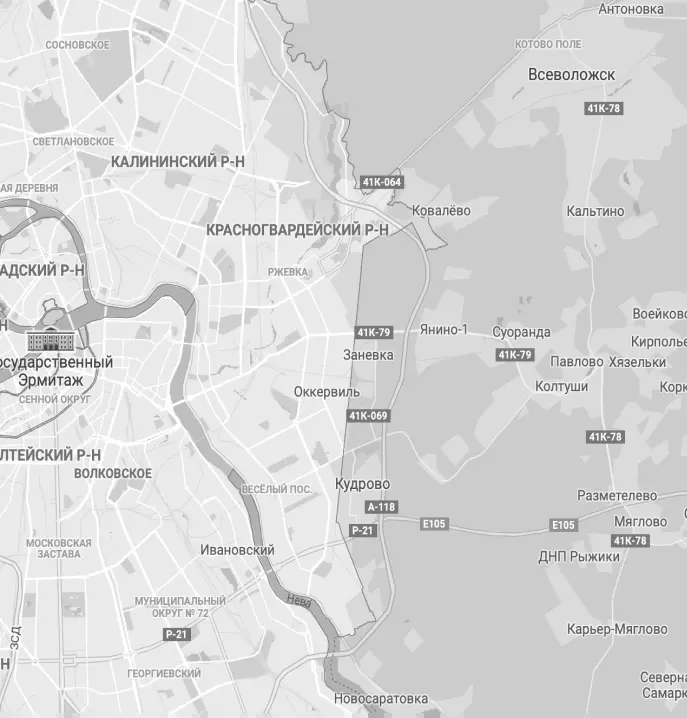 Антоновка
СОСНОВСКОЕ
КОТОВО ПОЛЕ
Всеволожск
41К-78
СВЕТЛАНОВСКОЕ
КАЛИНИНСКИЙ Р-Н
41К-064
АЯ ДЕРЕВНЯ
Ковалёво
Кальтино
КРАСНОГВАРДЕЙСКИЙ Р-Н
АДСКИЙ Р-Н
РЖЕВКА
Воейково
Н
41К-79
Янино-1
Суоранда
Кирполье
Заневка
41К-79
осударственный
Эрмитаж
Павлово
Хязельки
Колтуши
Корк
Оккервиль
СЕННОЙ ОКРУГ
41К-069
41К-78
ЛТЕЙСКИЙ Р-Н
ВОЛКОВСКОЕ
Кудрово
ВЕСЁЛЫЙ ПОС.
Разметелево
А-118
Е105
Е105
Мяглово
Р-21
41К-78
МОСКОВСКАЯ
ЗАСТАВА
Ивановский
ДНП Рыжики
Нева
МУНИЦИПАЛЬНЫЙ
ОКРУГ № 72
Р-21
ЗСД
Карьер-Мяглово
Н
ГЕОРГИЕВСКИЙ
Северна
Самарк
Новосаратовка